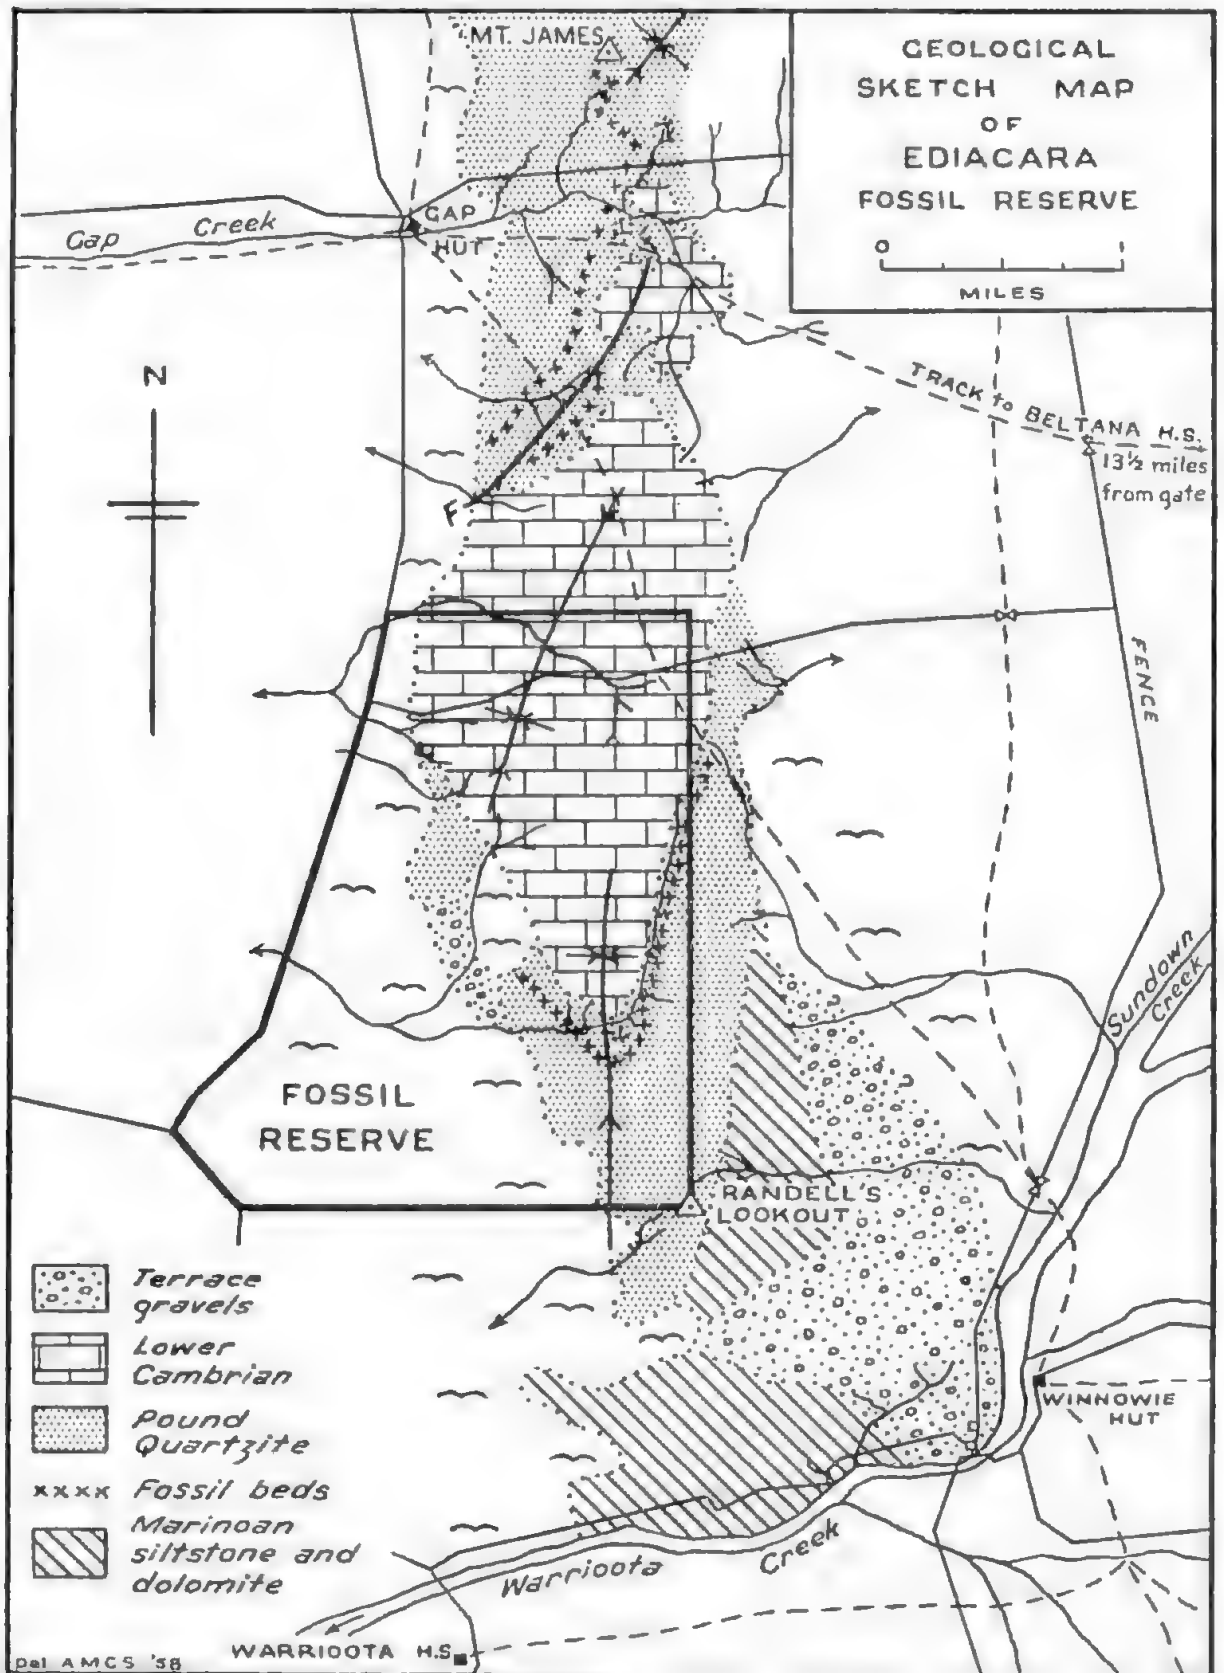 GEOLOGICAL
SKETCH MAP
OF
EDIACARA
FOSSIL RESERVE
0 1
MILES
MT. JAMES
Gap Creek
GAP
HUT
N
TRACK to BELTANA H.S.
13½ miles
from gate
F
FENCE
Sundown
Creek
FOSSIL
RESERVE
RANDELL'S
LOOKOUT
Terrace
gravels
Lower
Cambrian
Pound
Quartzite
xxxx Fossil beds
Marinoan
siltstone and
dolomite
WINNOWIE
HUT
Warrioota Creek
WARRIOOTA H.S.
del AMCS '58